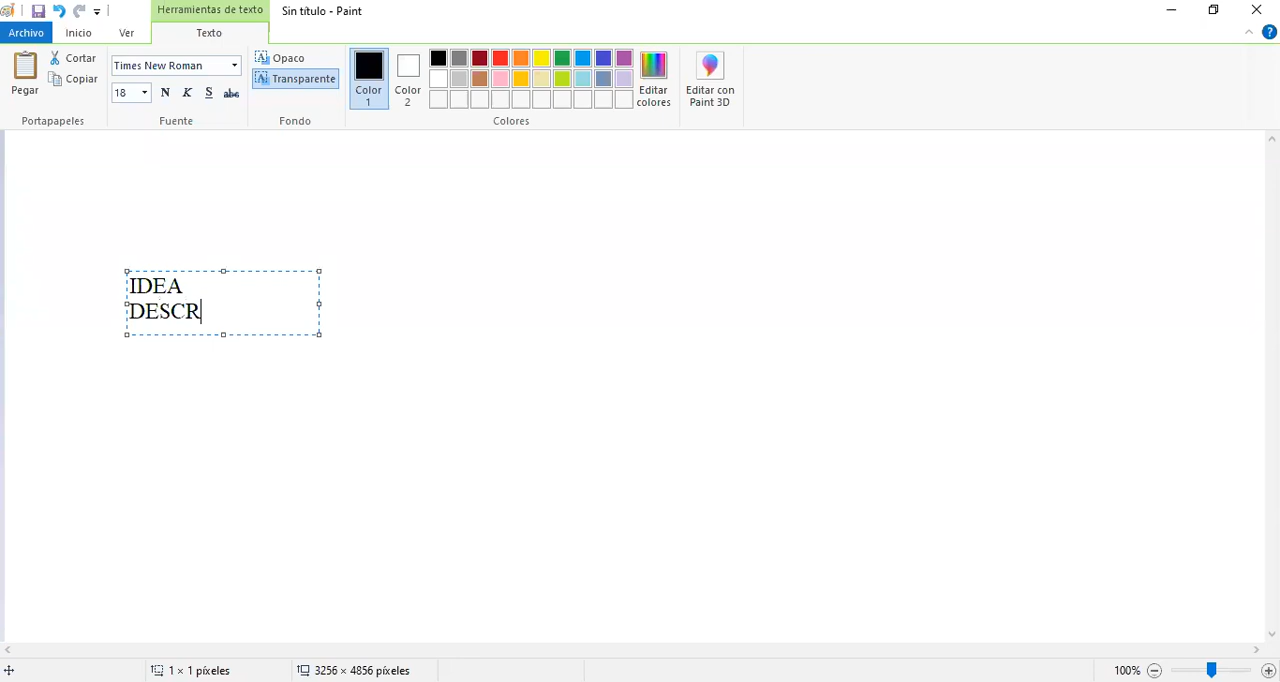 Herramientas de texto
Sin título - Paint
Archivo
Inicio
Ver
Texto
Pegar
Cortar
Copiar
Portapapeles
Times New Roman
18
N K S abc
Fuente
Opaco
Transparente
Fondo
Color 1
Color 2
Editar colores
Colores
Editar con Paint 3D
IDEA
DESCR
1 × 1 píxeles
3256 × 4856 píxeles
100%